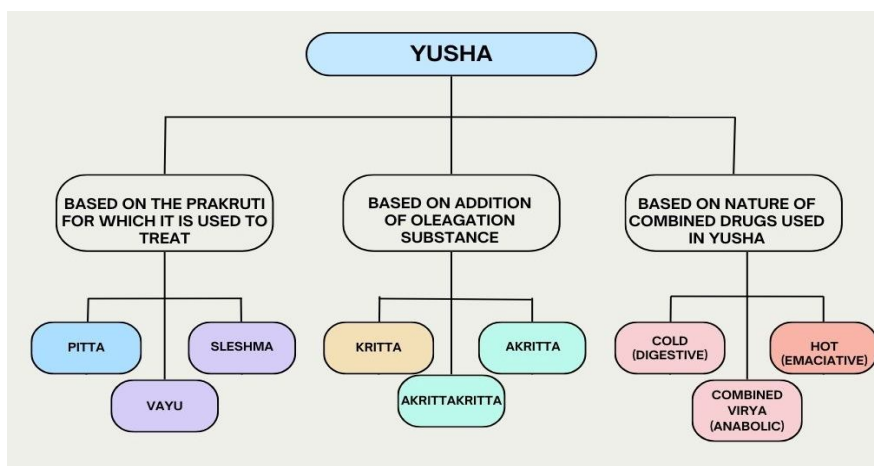 YUSHA
BASED ON THE PRAKRUTI
FOR WHICH IT IS USED TO
TREAT
BASED ON ADDITION
OF OLEAGATION
SUBSTANCE
BASED ON NATURE OF
COMBINED DRUGS USED
IN YUSHA
PITTA
SLESHMA
VAYU
KRITTA
AKRITTA
AKRITTAKRITTA
COLD
(DIGESTIVE)
HOT
(EMACIATIVE)
COMBINED
VIRYA
(ANABOLIC)